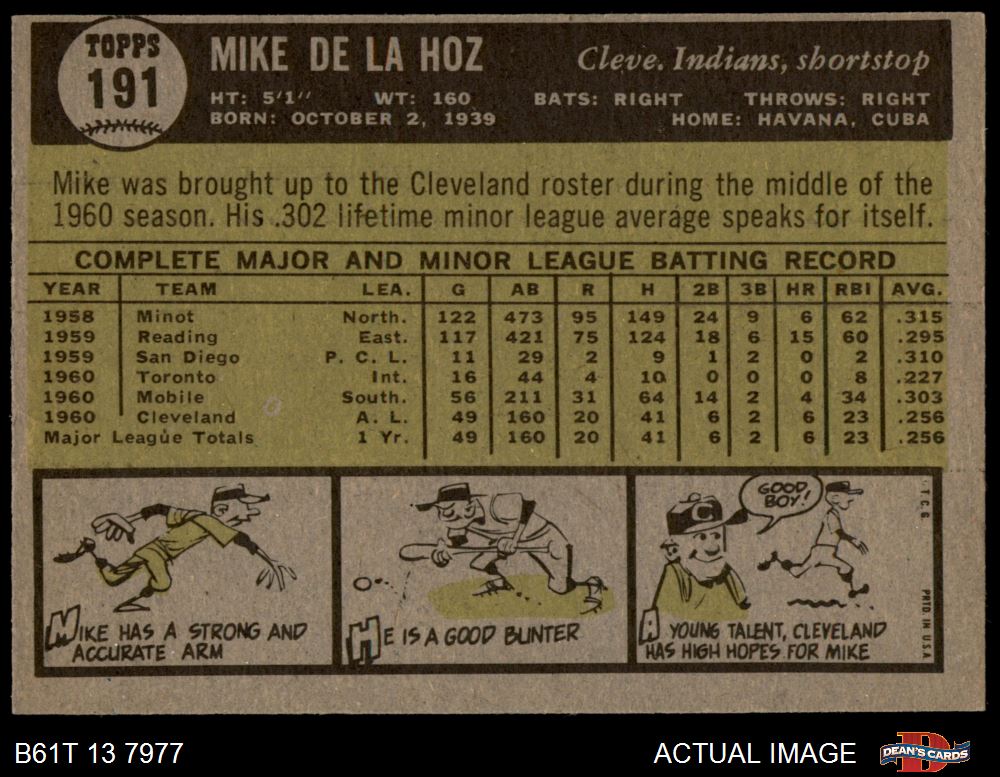 TOPPS
191
MIKE DE LA HOZ
Cleve. Indians, shortstop
HT: 5'1" WT: 160 BATS: RIGHT THROWS: RIGHT
BORN: OCTOBER 2, 1939 HOME: HAVANA, CUBA
Mike was brought up to the Cleveland roster during the middle of the
1960 season. His .302 lifetime minor league average speaks for itself.
COMPLETE MAJOR AND MINOR LEAGUE BATTING RECORD
YEAR TEAM LEA. G AB R H 2B 3B HR RBI AVG.
1958 Minot North. 122 473 95 149 24 9 6 62 .315
1959 Reading East. 117 421 75 124 18 6 15 60 .295
1959 San Diego P. C. L. 11 29 2 9 1 2 0 2 .310
1960 Toronto Int. 16 44 4 10 0 0 0 8 .227
1960 Mobile South. 56 211 31 64 14 2 4 34 .303
1960 Cleveland A. L. 49 160 20 41 6 2 6 23 .256
Major League Totals 1 Yr. 49 160 20 41 6 2 6 23 .256
MIKE HAS A STRONG AND
ACCURATE ARM
HE IS A GOOD BUNTER
C
GOOD
BOY!
A YOUNG TALENT, CLEVELAND
HAS HIGH HOPES FOR MIKE
T.C.G.
PRTD. IN U.S.A.
B61T 13 7977
ACTUAL IMAGE
D
DEAN'S CARDS